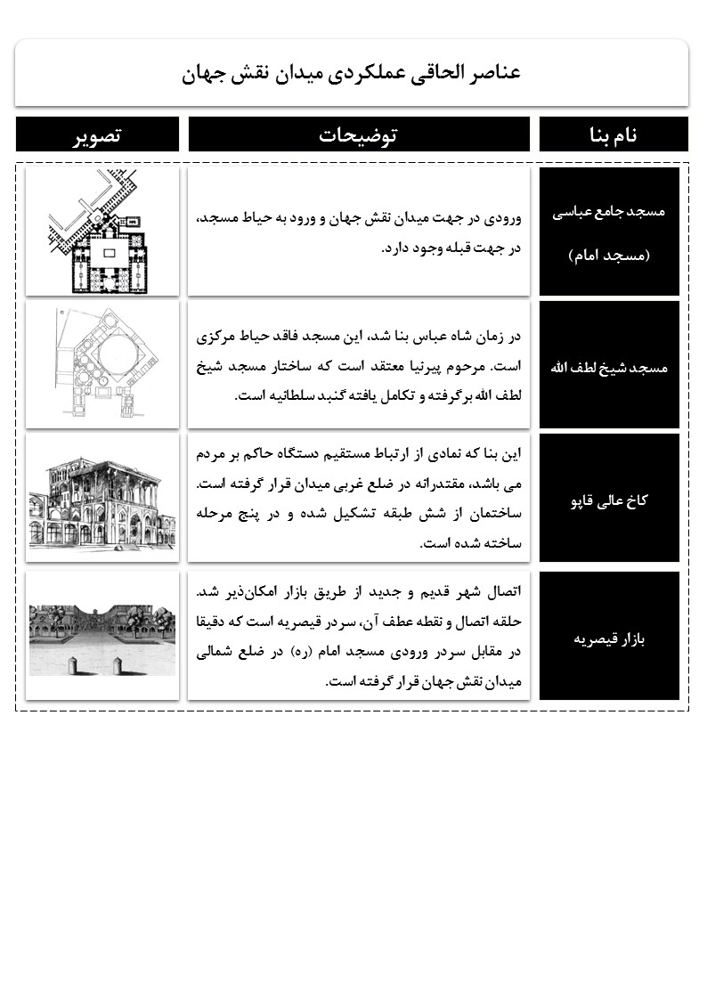 عناصر الحاقی عملکردی میدان نقش جهان
نام بنا
توضیحات
تصویر
مسجد جامع عباسی
(مسجد امام)
ورودی در جهت میدان نقش جهان و ورود به حیاط مسجد،
در جهت قبله وجود دارد.
مسجد شیخ لطف الله
در زمان شاه عباس بنا شد، این مسجد فاقد حیاط مرکزی
است. مرحوم پیرنیا معتقد است که ساختار مسجد شیخ
لطف الله برگرفته و تکامل یافته گنبد سلطانیه است.
کاخ عالی قاپو
این بنا که نمادی از ارتباط مستقیم دستگاه حاکم بر مردم
می باشد، مقتدرانه در ضلع غربی میدان قرار گرفته است.
ساختمان از شش طبقه تشکیل شده و در پنج مرحله
ساخته شده است.
بازار قیصریه
اتصال شهر قدیم و جدید از طریق بازار امکان‌ذیر شد.
حلقه اتصال و نقطه عطف آن، سردر قیصریه است که دقیقا
در مقابل سردر ورودی مسجد امام (ره) در ضلع شمالی
میدان نقش جهان قرار گرفته است.